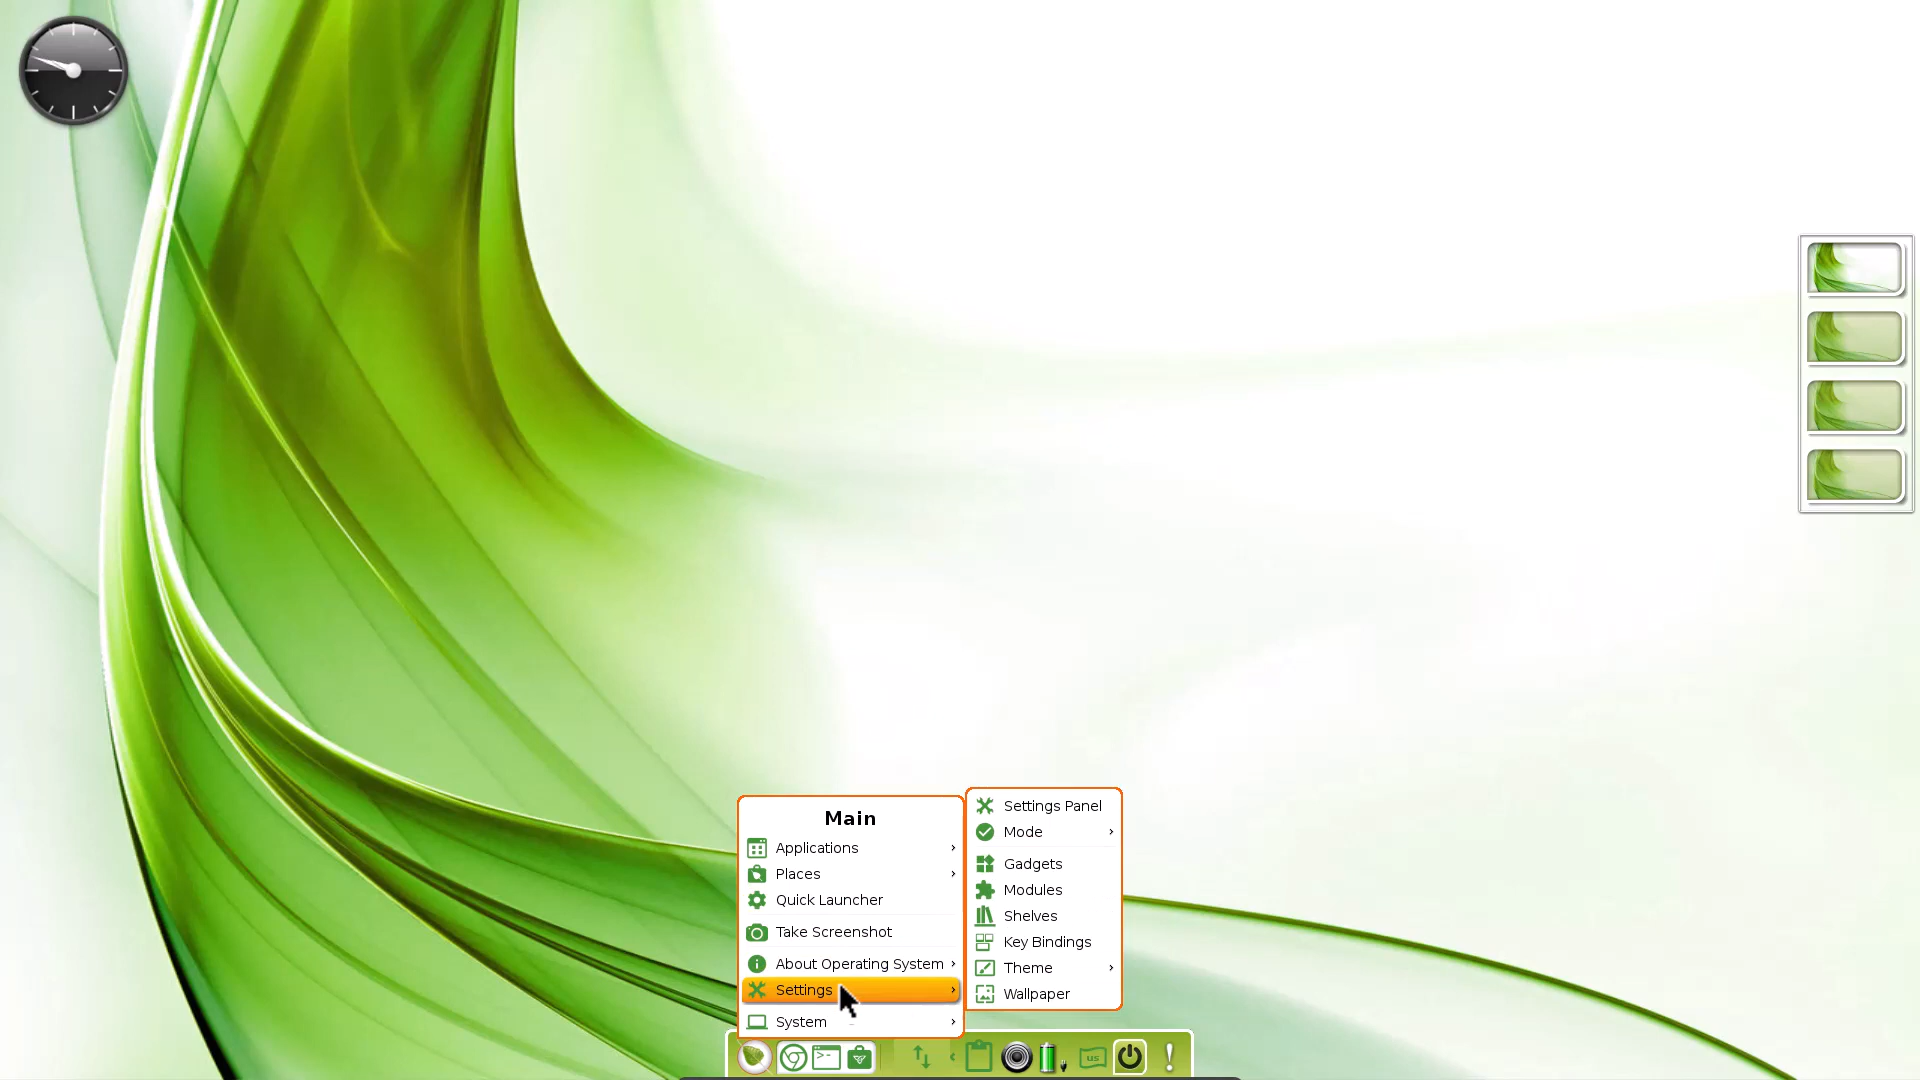 Main
Applications
Places
Quick Launcher
Take Screenshot
About Operating System
Settings
System
Settings Panel
Mode
Gadgets
Modules
Shelves
Key Bindings
Theme
Wallpaper
us